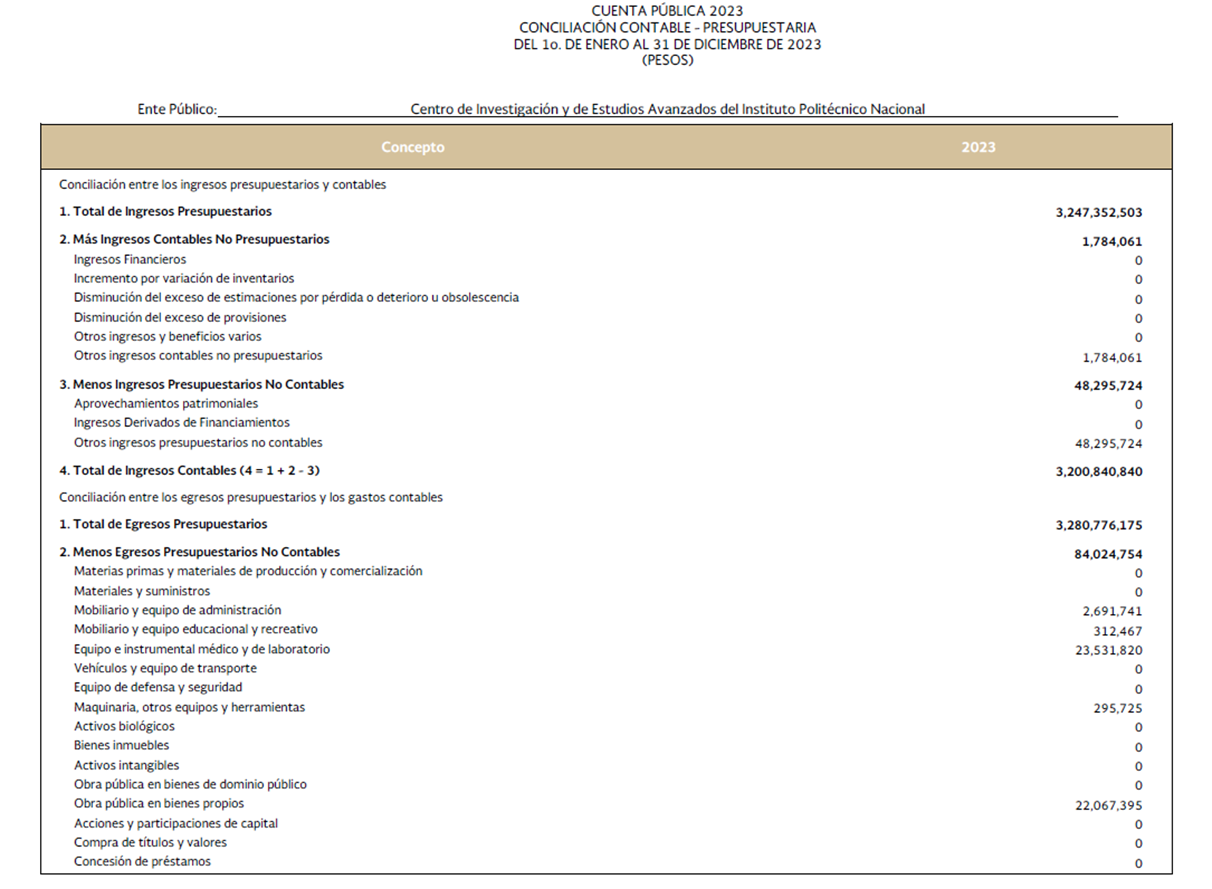 CUENTA PÚBLICA 2023
CONCILIACIÓN CONTABLE - PRESUPUESTARIA
DEL 1o. DE ENERO AL 31 DE DICIEMBRE DE 2023
(PESOS)
Ente Público: Centro de Investigación y de Estudios Avanzados del Instituto Politécnico Nacional
Concepto 2023
Conciliación entre los ingresos presupuestarios y contables
1. Total de Ingresos Presupuestarios 3,247,352,503
2. Más Ingresos Contables No Presupuestarios 1,784,061
Ingresos Financieros 0
Incremento por variación de inventarios 0
Disminución del exceso de estimaciones por pérdida o deterioro u obsolescencia 0
Disminución del exceso de provisiones 0
Otros ingresos y beneficios varios 0
Otros ingresos contables no presupuestarios 1,784,061
3. Menos Ingresos Presupuestarios No Contables 48,295,724
Aprovechamientos patrimoniales 0
Ingresos Derivados de Financiamientos 0
Otros ingresos presupuestarios no contables 48,295,724
4. Total de Ingresos Contables (4 = 1 + 2 - 3) 3,200,840,840
Conciliación entre los egresos presupuestarios y los gastos contables
1. Total de Egresos Presupuestarios 3,280,776,175
2. Menos Egresos Presupuestarios No Contables 84,024,754
Materias primas y materiales de producción y comercialización 0
Materiales y suministros 0
Mobiliario y equipo de administración 2,691,741
Mobiliario y equipo educacional y recreativo 312,467
Equipo e instrumental médico y de laboratorio 23,531,820
Vehículos y equipo de transporte 0
Equipo de defensa y seguridad 0
Maquinaria, otros equipos y herramientas 295,725
Activos biológicos 0
Bienes inmuebles 0
Activos intangibles 0
Obra pública en bienes de dominio público 0
Obra pública en bienes propios 22,067,395
Acciones y participaciones de capital 0
Compra de títulos y valores 0
Concesión de préstamos 0